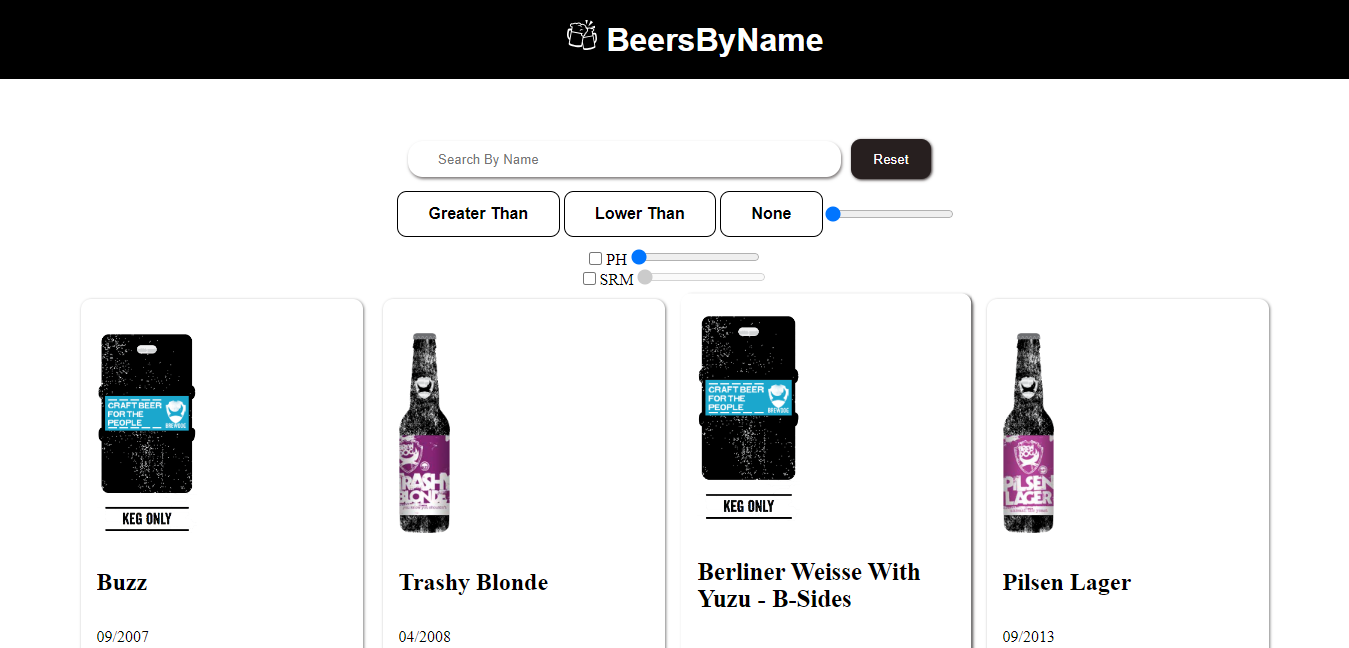 BeersByName
Search By Name
Reset
Greater Than
Lower Than
None
PH
SRM
CRAFT BEER
FOR THE
PEOPLE
BREWDOG
KEG ONLY
TRASHY
BLONDE
CRAFT BEER
FOR THE
PEOPLE
BREWDOG
KEG ONLY
PILSEN
LAGER
Buzz
Trashy Blonde
Berliner Weisse With
Yuzu - B-Sides
Pilsen Lager
09/2007
04/2008
09/2013